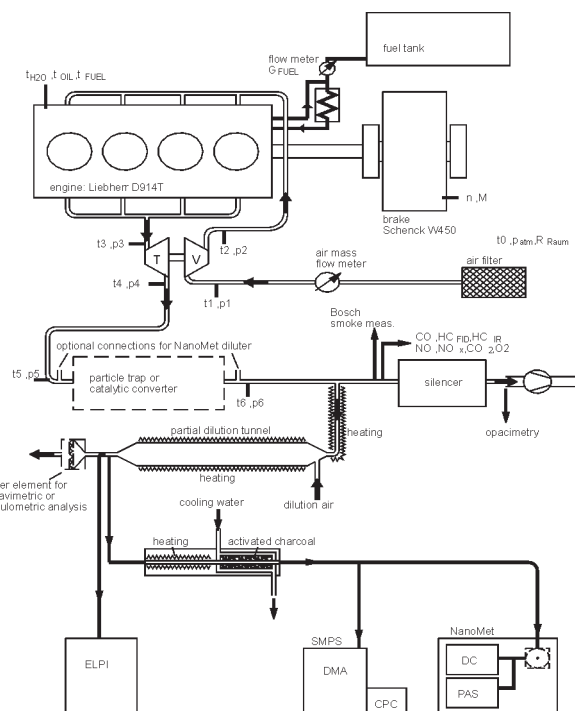 fuel tank
flow meter
G FUEL
tH2O ,t OIL ,t FUEL
engine: Liebherr D914T
n ,M
brake
Schenck W450
t3 ,p3
t2 ,p2
t0 ,p atm ,R Raum
T
V
air mass
flow meter
air filter
t4 ,p4
t1 ,p1
Bosch
smoke meas.
CO ,HC FID ,HC IR
NO ,NO x ,CO 2 ,O2
optional connections for NanoMet diluter
t5 ,p5
particle trap or
catalytic converter
silencer
t6 ,p6
partial dilution tunnel
heating
opacimetry
heating
er element for
avimetric or
ulometric analysis
cooling water
dilution air
heating
activated charcoal
SMPS
NanoMet
ELPI
DMA
DC
PAS
CPC